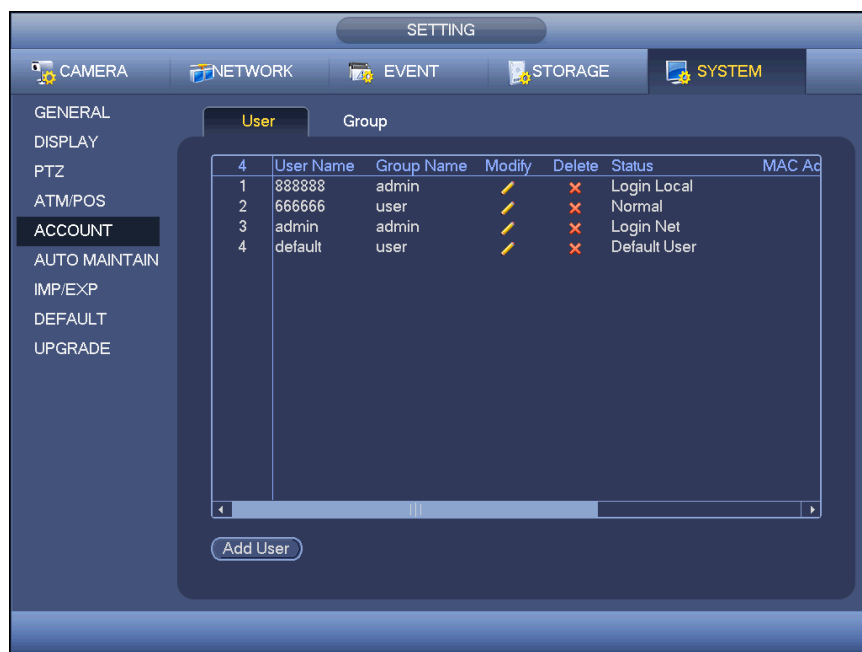 SETTING
CAMERA NETWORK EVENT STORAGE SYSTEM
GENERAL
DISPLAY
PTZ
ATM/POS
ACCOUNT
AUTO MAINTAIN
IMP/EXP
DEFAULT
UPGRADE
User Group
4 User Name Group Name Modify Delete Status MAC Ad
1 888888 admin Login Local
2 666666 user Normal
3 admin admin Login Net
4 default user Default User
Add User